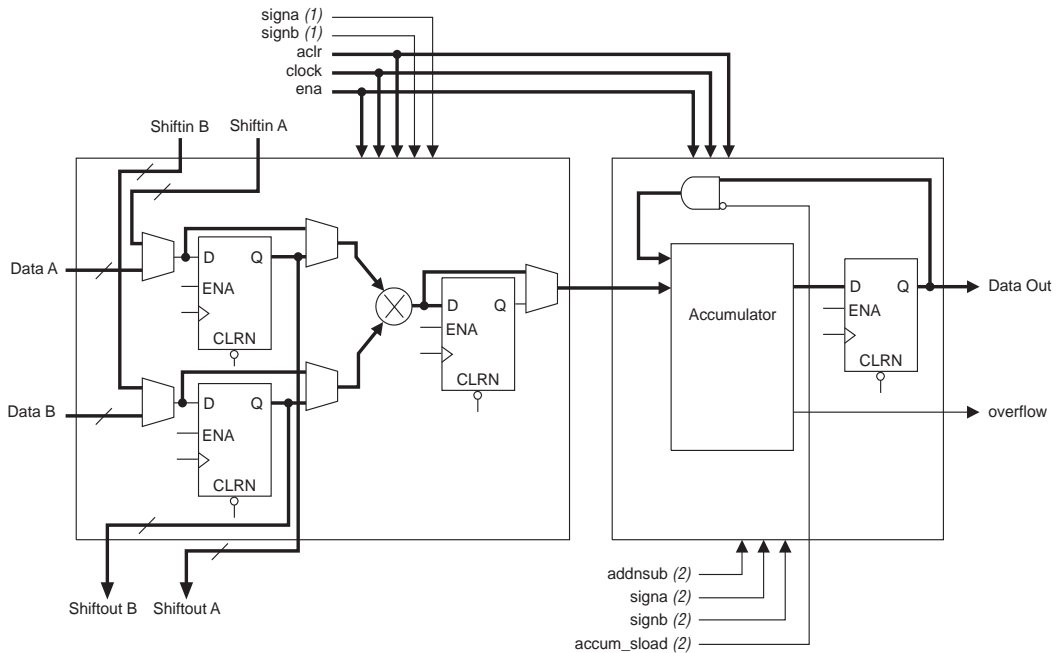 signa (1)
signb (1)
aclr
clock
ena
Shiftin B
Shiftin A
Data A
D Q
ENA
CLRN
D Q
ENA
CLRN
Accumulator
D Q
ENA
CLRN
Data Out
Data B
D Q
ENA
CLRN
overflow
Shiftout B
Shiftout A
addnsub (2)
signa (2)
signb (2)
accum_sload (2)